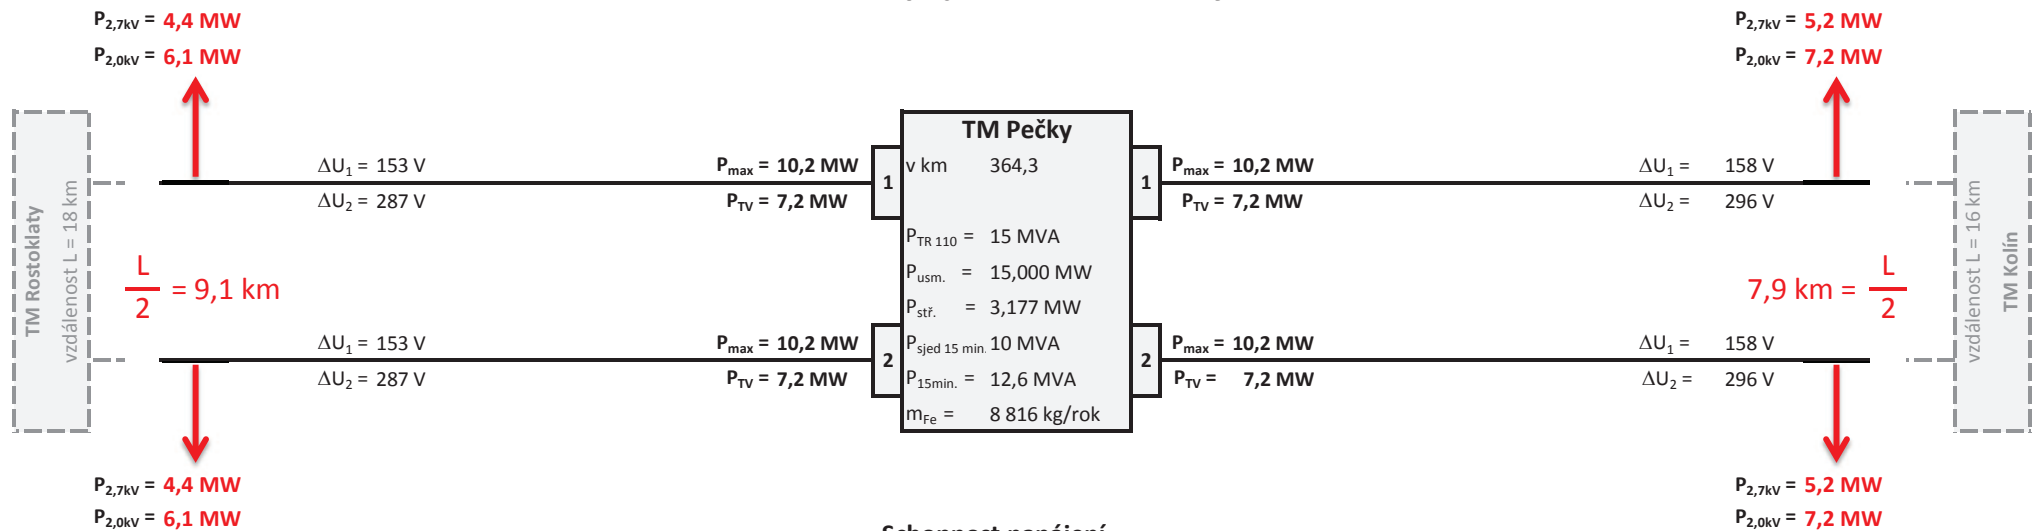 P2,7kV = 4,4 MW
P2,0kV = 6,1 MW
P2,7kV = 5,2 MW
P2,0kV = 7,2 MW
TM Rostoklaty
vzdálenost L = 18 km
ΔU1 = 153 V
ΔU2 = 287 V
Pmax = 10,2 MW
PTV = 7,2 MW
1
TM Pečky
v km 364,3
PTR 110 = 15 MVA
Pusm. = 15,000 MW
Pstř. = 3,177 MW
Psjed 15 min. 10 MVA
P15min. = 12,6 MVA
mFe = 8 816 kg/rok
1
Pmax = 10,2 MW
PTV = 7,2 MW
ΔU1 = 158 V
ΔU2 = 296 V
L
2
= 9,1 km
7,9 km =
L
2
vzdálenost L = 16 km
TM Kolín
ΔU1 = 153 V
ΔU2 = 287 V
Pmax = 10,2 MW
PTV = 7,2 MW
2
2
Pmax = 10,2 MW
PTV = 7,2 MW
ΔU1 = 158 V
ΔU2 = 296 V
P2,7kV = 4,4 MW
P2,0kV = 6,1 MW
P2,7kV = 5,2 MW
P2,0kV = 7,2 MW